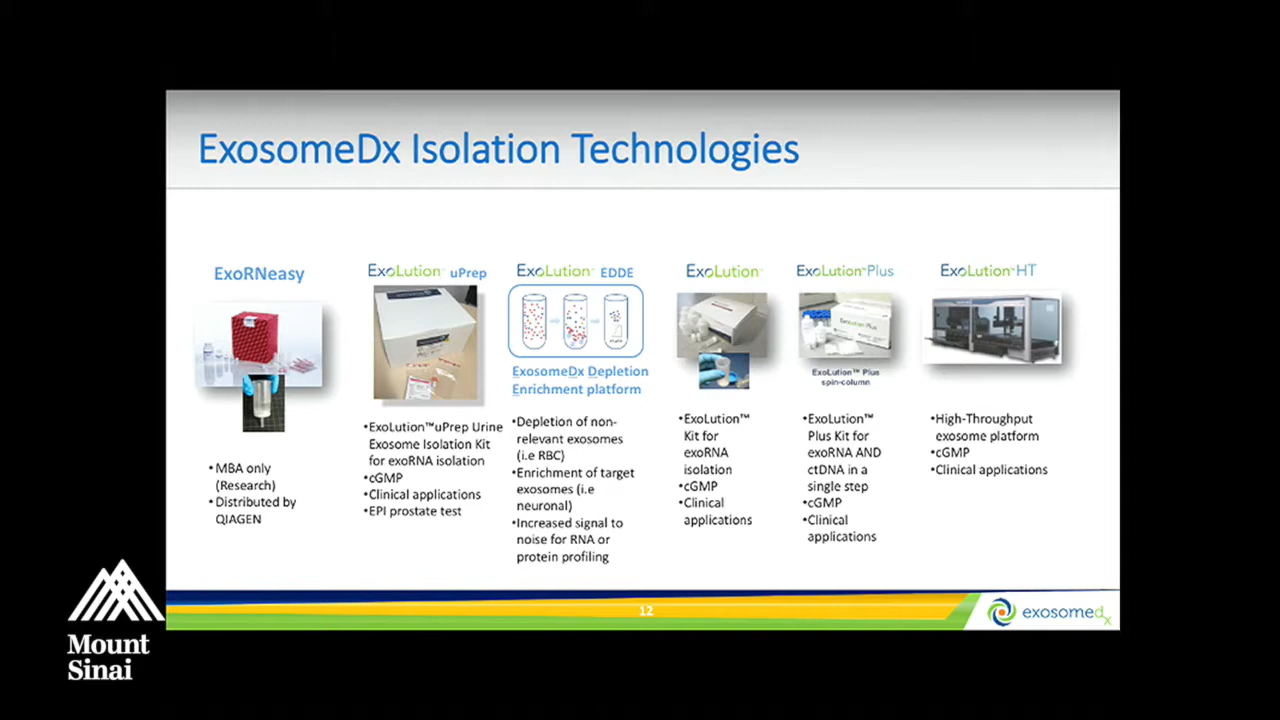 ExosomeDx Isolation Technologies
ExoRNeasy
•MBA only
(Research)
•Distributed by
QIAGEN
ExoLution™ uPrep
•ExoLution™uPrep Urine
Exosome Isolation Kit
for exoRNA isolation
•cGMP
•Clinical applications
•EPI prostate test
ExoLution™ EDDE
ExosomeDx Depletion
Enrichment platform
•Depletion of non-
relevant exosomes
(i.e RBC)
•Enrichment of target
exosomes (i.e
neuronal)
•Increased signal to
noise for RNA or
protein profiling
ExoLution™
•ExoLution™
Kit for
exoRNA
isolation
•cGMP
•Clinical
applications
ExoLution™Plus
ExoLution Plus
ExoLution™ Plus
spin-column
•ExoLution™
Plus Kit for
exoRNA AND
ctDNA in a
single step
•cGMP
•Clinical
applications
ExoLution™HT
•High-Throughput
exosome platform
•cGMP
•Clinical applications
12
exosomedx
Mount
Sinai